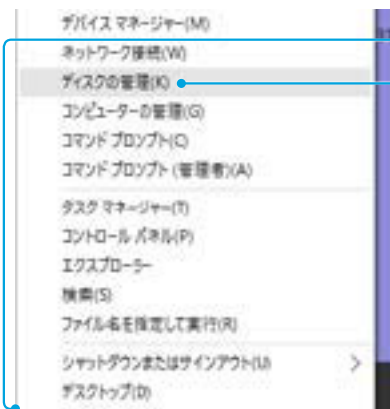 デバイス マネージャー(M)
ネットワーク接続(W)
ディスクの管理(K)
コンピューターの管理(G)
コマンド プロンプト(C)
コマンド プロンプト (管理者)(A)
タスク マネージャー(T)
コントロール パネル(P)
エクスプローラー
検索(S)
ファイル名を指定して実行(R)
シャットダウンまたはサインアウト(U)
デスクトップ(D)